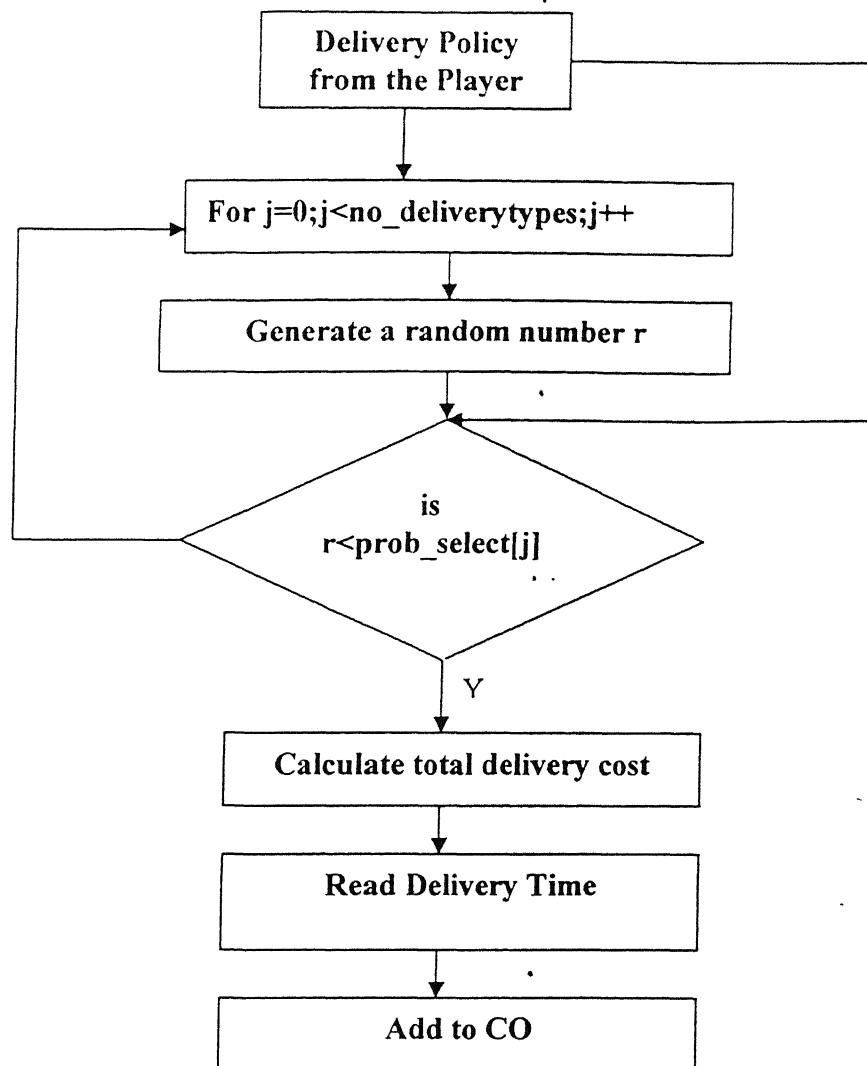 Delivery Policy
from the Player
For j=0;j<no_deliverytypes;j++
Generate a random number r
is
r<prob_select[j]
Y
Calculate total delivery cost
Read Delivery Time
Add to CO